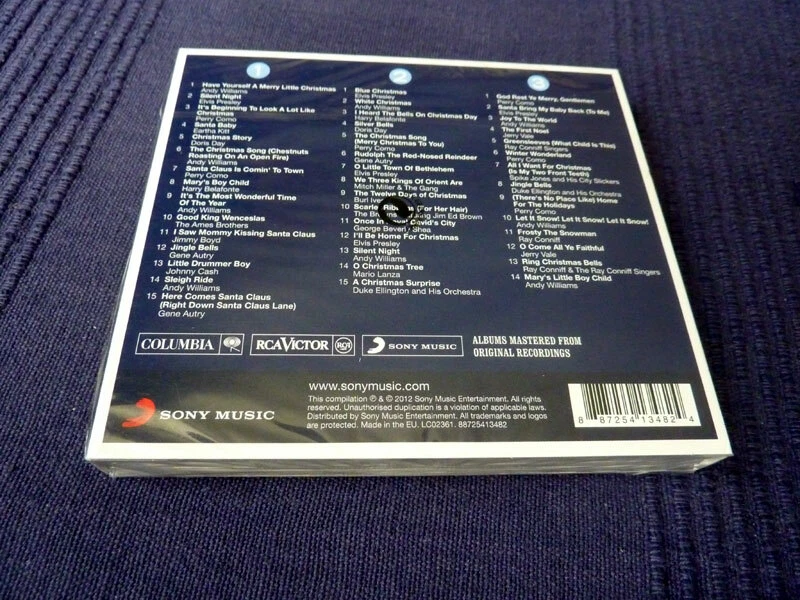 1
1 Have Yourself A Merry Little Christmas
Andy Williams
2 Silent Night
Elvis Presley
3 It's Beginning To Look A Lot Like
Christmas
Perry Como
4 Santa Baby
Eartha Kitt
5 Christmas Story
Doris Day
6 The Christmas Song (Chestnuts
Roasting On An Open Fire)
Andy Williams
7 Santa Claus Is Comin' To Town
Perry Como
8 Mary's Boy Child
Harry Belafonte
9 It's The Most Wonderful Time
Of The Year
Andy Williams
10 Good King Wenceslas
The Ames Brothers
11 I Saw Mommy Kissing Santa Claus
Jimmy Boyd
12 Jingle Bells
Gene Autry
13 Little Drummer Boy
Johnny Cash
14 Sleigh Ride
Andy Williams
15 Here Comes Santa Claus
(Right Down Santa Claus Lane)
Gene Autry
2
1 Blue Christmas
Elvis Presley
2 White Christmas
Andy Williams
3 I Heard The Bells On Christmas Day
Harry Belafonte
4 Silver Bells
Doris Day
5 The Christmas Song
(Merry Christmas To You)
Perry Como
6 Rudolph The Red-Nosed Reindeer
Gene Autry
7 O Little Town Of Bethlehem
Elvis Presley
8 We Three Kings Of Orient Are
Mitch Miller & The Gang
9 The Twelve Days of Christmas
Burl Ives
10 Scarlet (For Her Hair)
The Jim Ed Brown
11 Once In David's City
George Beverly Shea
12 I'll Be Home For Christmas
Elvis Presley
13 Silent Night
Andy Williams
14 O Christmas Tree
Mario Lanza
15 A Christmas Surprise
Duke Ellington and His Orchestra
3
1 God Rest Ye Merry, Gentlemen
Perry Como
2 Santa Bring My Baby Back (To Me)
Elvis Presley
3 Joy To The World
Andy Williams
4 The First Noel
Jerry Vale
5 Greensleeves (What Child Is This)
Ray Conniff Singers
6 Winter Wonderland
Perry Como
7 All I Want For Christmas
(Is My Two Front Teeth)
Spike Jones and His City Slickers
8 Jingle Bells
Duke Ellington and His Orchestra
9 (There's No Place Like) Home
For The Holidays
Perry Como
10 Let It Snow! Let It Snow! Let It Snow!
Andy Williams
11 Frosty The Snowman
Ray Conniff
12 O Come All Ye Faithful
Jerry Vale
13 Ring Christmas Bells
Ray Conniff & The Ray Conniff Singers
14 Mary's Little Boy Child
Andy Williams
COLUMBIA
RCA VICTOR
RCA
SONY MUSIC
ALBUMS MASTERED FROM
ORIGINAL RECORDINGS
SONY MUSIC
www.sonymusic.com
This compilation ℗ & © 2012 Sony Music Entertainment. All rights
reserved. Unauthorised duplication is a violation of applicable laws.
Distributed by Sony Music Entertainment. All trademarks and logos
are protected. Made in the EU. LC02361. 88725413482
8 87254 13482 4